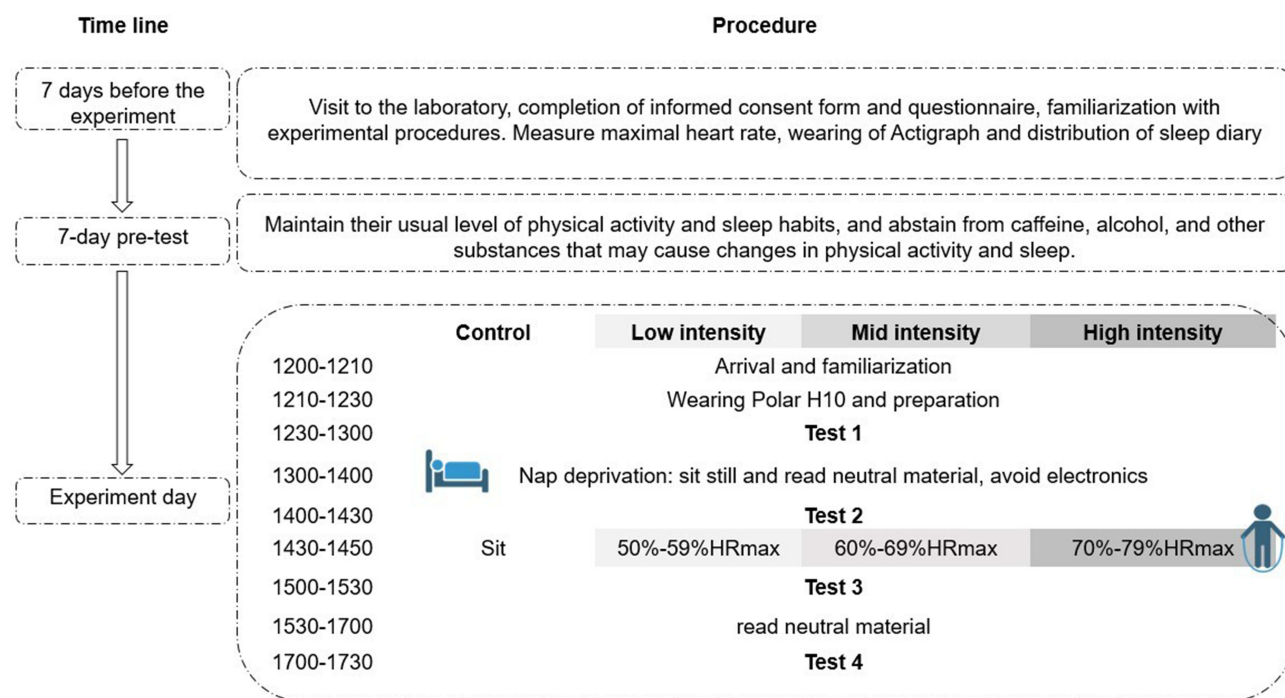 Time line
Procedure
7 days before the
experiment
Visit to the laboratory, completion of informed consent form and questionnaire, familiarization with
experimental procedures. Measure maximal heart rate, wearing of Actigraph and distribution of sleep diary
7-day pre-test
Maintain their usual level of physical activity and sleep habits, and abstain from caffeine, alcohol, and other
substances that may cause changes in physical activity and sleep.
Experiment day
Control Low intensity Mid intensity High intensity
1200-1210 Arrival and familiarization
1210-1230 Wearing Polar H10 and preparation
1230-1300 Test 1
1300-1400 Nap deprivation: sit still and read neutral material, avoid electronics
1400-1430 Test 2
1430-1450 Sit 50%-59%HRmax 60%-69%HRmax 70%-79%HRmax
1500-1530 Test 3
1530-1700 read neutral material
1700-1730 Test 4